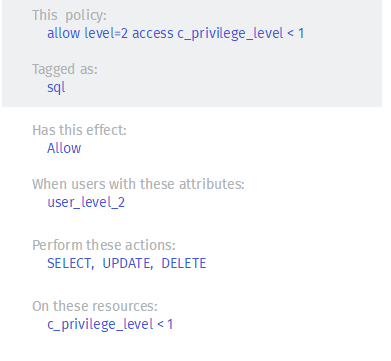 This policy:
allow level=2 access c_privilege_level < 1
Tagged as:
sql
Has this effect:
Allow
When users with these attributes:
user_level_2
Perform these actions:
SELECT, UPDATE, DELETE
On these resources:
c_privilege_level < 1